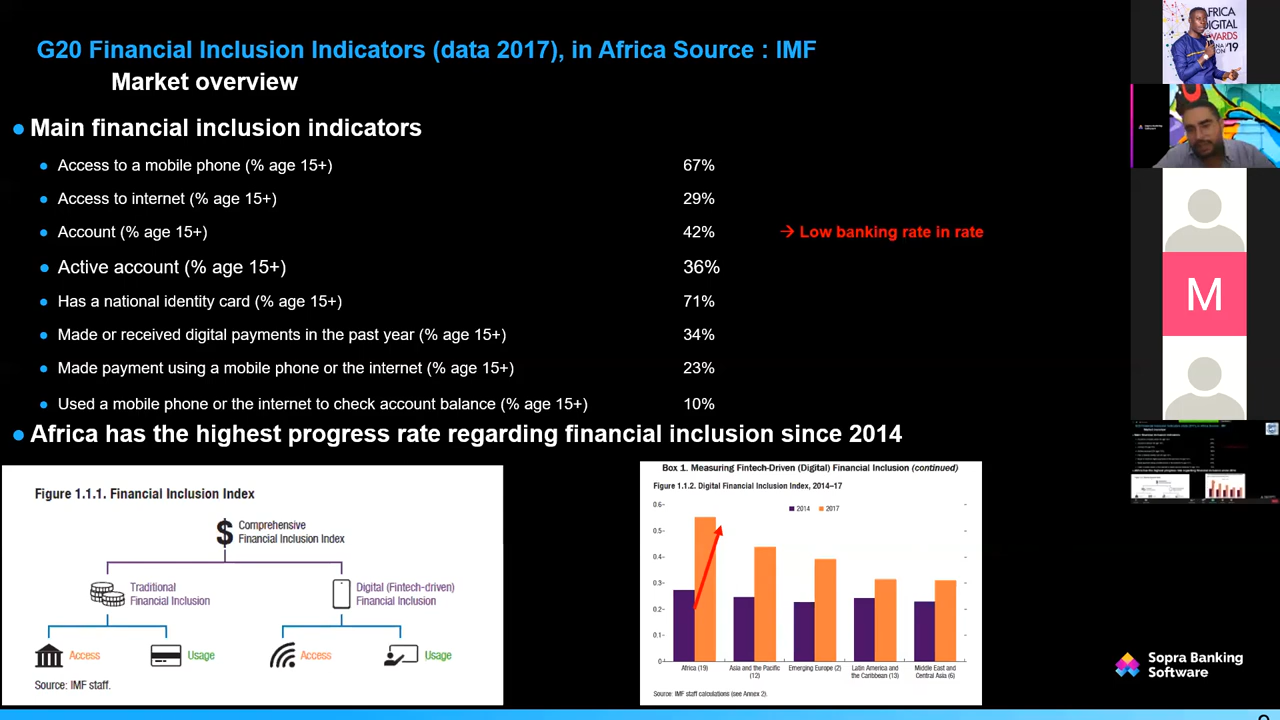 G20 Financial Inclusion Indicators (data 2017), in Africa Source : IMF
Market overview
Main financial inclusion indicators
Access to a mobile phone (% age 15+) 67%
Access to internet (% age 15+) 29%
Account (% age 15+) 42% → Low banking rate in rate
Active account (% age 15+) 36%
Has a national identity card (% age 15+) 71%
Made or received digital payments in the past year (% age 15+) 34%
Made payment using a mobile phone or the internet (% age 15+) 23%
Used a mobile phone or the internet to check account balance (% age 15+) 10%
Africa has the highest progress rate regarding financial inclusion since 2014
Figure 1.1.1. Financial Inclusion Index
$ Comprehensive
Financial Inclusion Index
Traditional
Financial Inclusion
Digital (Fintech-driven)
Financial Inclusion
Access
Usage
Access
Usage
Source: IMF staff.
Box 1. Measuring Fintech-Driven (Digital) Financial Inclusion (continued)
Figure 1.1.2. Digital Financial Inclusion Index, 2014–17
2014 2017
0.6
0.5
0.4
0.3
0.2
0.1
0
Africa (19)
Asia and the Pacific
(12)
Emerging Europe (2)
Latin America and
the Caribbean (13)
Middle East and
Central Asia (6)
Source: IMF staff calculations (see Annex 2).
AFRICA
DIGITAL
AWARDS
'19
Sopra Banking
Software
M
Sopra Banking
Software